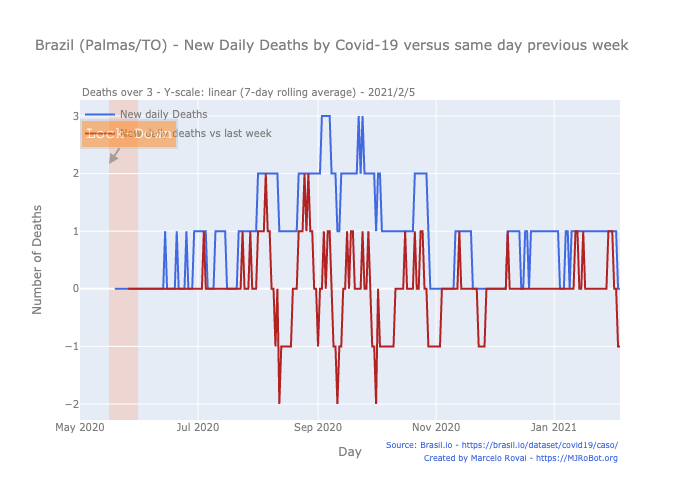 Brazil (Palmas/TO) - New Daily Deaths by Covid-19 versus same day previous week
Deaths over 3 - Y-scale: linear (7-day rolling average) - 2021/2/5
New daily Deaths
Lock Down
deaths vs last week
3
2
1
0
−1
−2
Number of Deaths
May 2020
Jul 2020
Sep 2020
Nov 2020
Jan 2021
Day
Source: Brasil.io - https://brasil.io/dataset/covid19/caso/
Created by Marcelo Rovai - https://MJRoBot.org